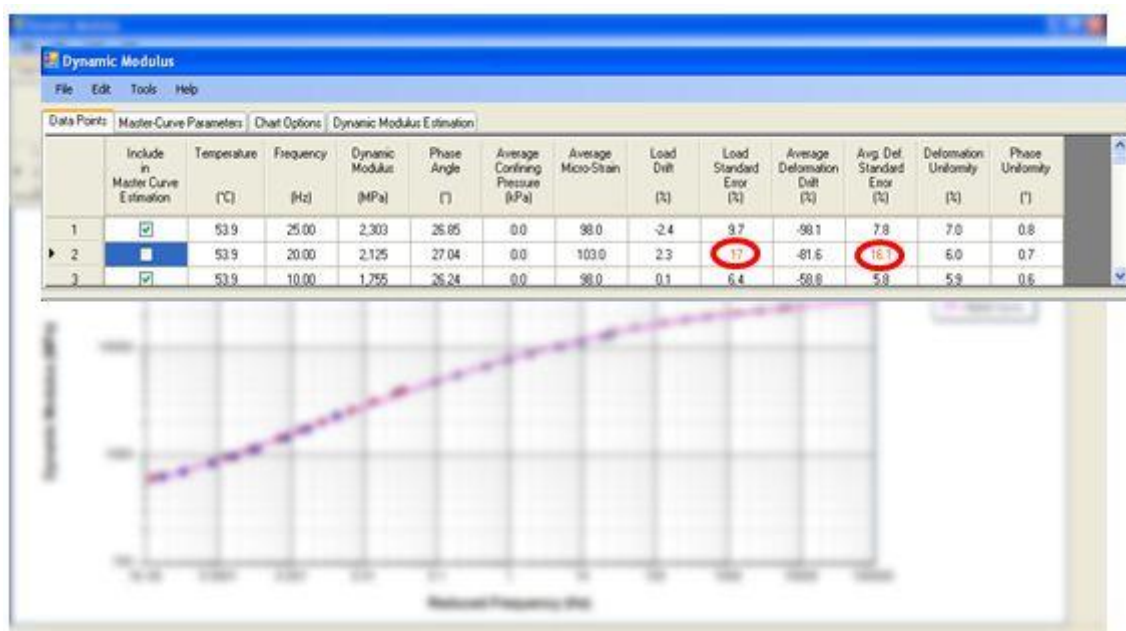 Dynamic Modulus
File Edit Tools Help
Data Points Master-Curve Parameters Chart Options Dynamic Modulus Estimation
Include in Master Curve Estimation Temperature (°C) Frequency (Hz) Dynamic Modulus (MPa) Phase Angle (°) Average Confining Pressure (kPa) Average Micro-Strain Load Drift (%) Load Standard Error (%) Average Deformation Drift (%) Avg. Def. Standard Error (%) Deformation Uniformity (%) Phase Uniformity (°)
1 53.9 25.00 2,303 26.85 0.0 98.0 -2.4 9.7 -98.1 7.8 7.0 0.8
2 53.9 20.00 2,125 27.04 0.0 103.0 2.3 17 -81.6 16.1 6.0 0.7
3 53.9 10.00 1,755 26.24 0.0 98.0 0.1 6.4 -58.8 5.8 5.9 0.6
Dynamic Modulus (MPa)
Reduced Frequency (Hz)